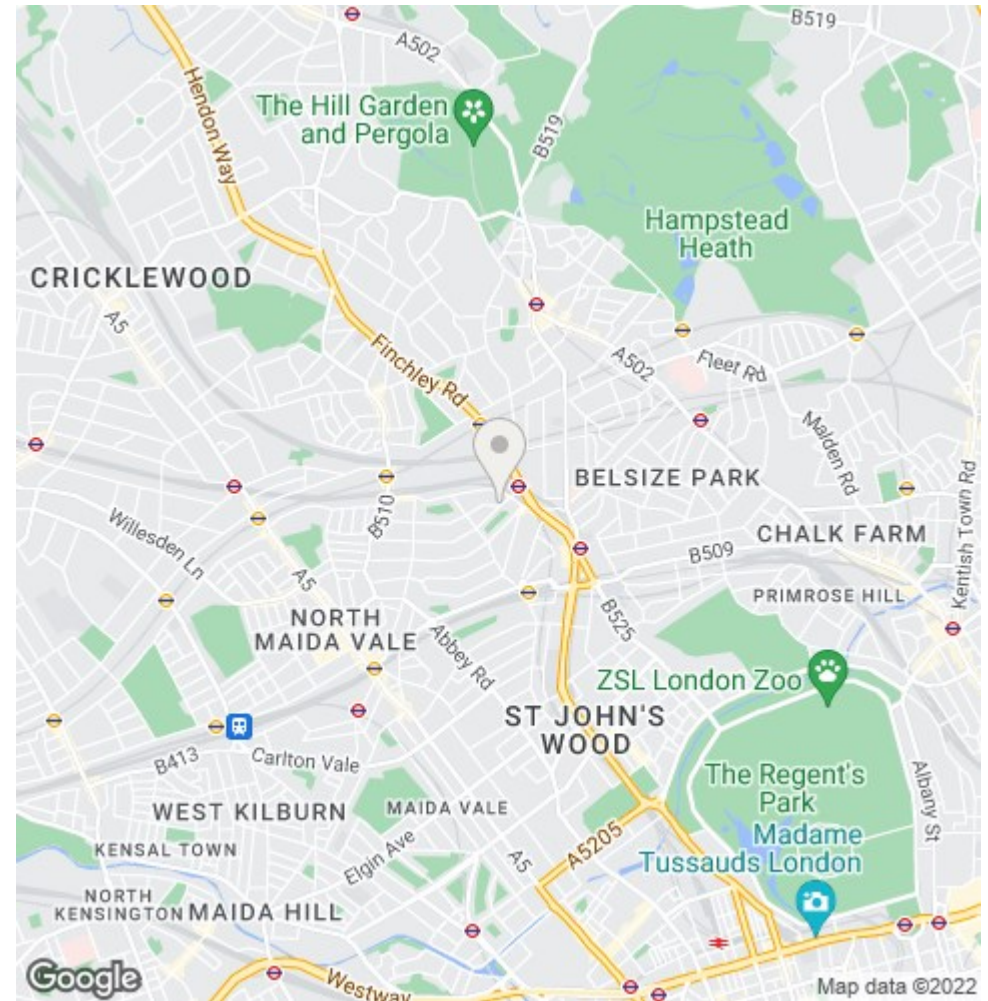 B519
A502
The Hill Garden
and Pergola
B519
Hendon Way
Hampstead
Heath
CRICKLEWOOD
A5
Finchley Rd
A502
Fleet Rd
Malden Rd
BELSIZE PARK
B510
Willesden Ln
CHALK FARM
Kentish Town Rd
B509
A5
PRIMROSE HILL
NORTH
MAIDA VALE
Abbey Rd
B525
ZSL London Zoo
ST JOHN'S
WOOD
B413
Carlton Vale
The Regent's
Park
Albany St
WEST KILBURN
MAIDA VALE
Madame
Tussauds London
A5205
KENSAL TOWN
Elgin Ave
A5
NORTH
KENSINGTON
MAIDA HILL
Google
Westway
Map data ©2022